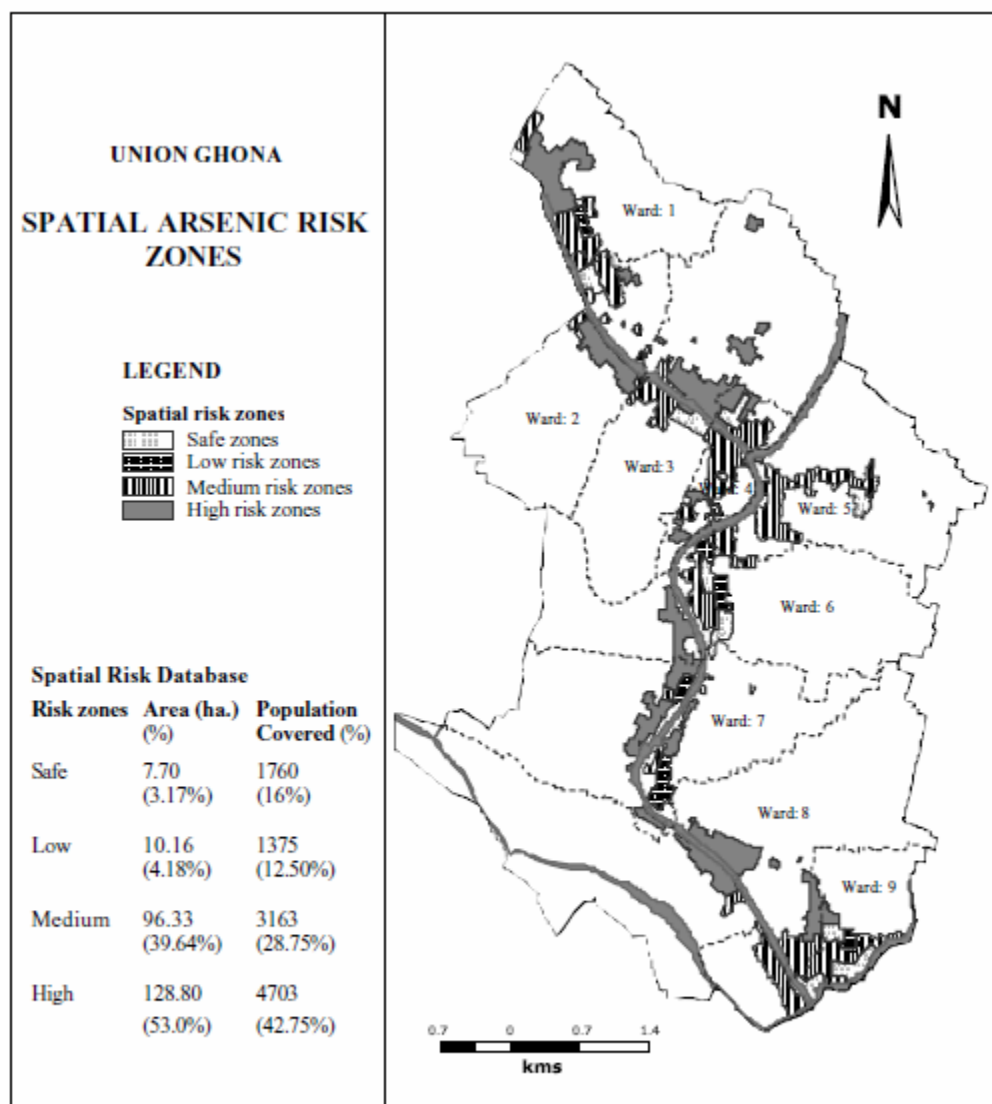 UNION GHONA
SPATIAL ARSENIC RISK
ZONES
LEGEND
Spatial risk zones
Safe zones
Low risk zones
Medium risk zones
High risk zones
Spatial Risk Database
Risk zones Area (ha.) Population
(%) Covered (%)
Safe 7.70 1760
(3.17%) (16%)
Low 10.16 1375
(4.18%) (12.50%)
Medium 96.33 3163
(39.64%) (28.75%)
High 128.80 4703
(53.0%) (42.75%)
N
Ward: 1
Ward: 2
Ward: 3
Ward: 4
Ward: 5
Ward: 6
Ward: 7
Ward: 8
Ward: 9
0.7 0 0.7 1.4
kms